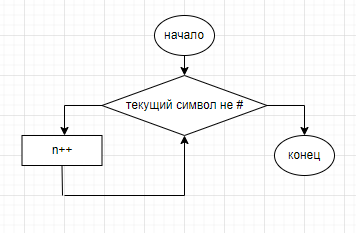 начало
текущий символ не #
n++
конец